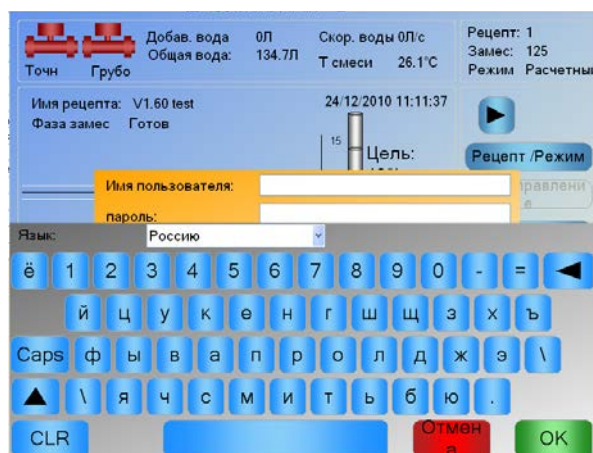 Добав. вода 0Л
Общая вода: 134.7Л
Точн Грубо
Скор. воды 0Л/с
Т смеси 26.1°C
Рецепт: 1
Замес: 125
Режим Расчетны
Имя рецепта: V1.60 test
Фаза замес Готов
24/12/2010 11:11:37
15
Цель:
Рецепт /Режим
Имя пользователя:
пароль:
Язык: Россию
ё 1 2 3 4 5 6 7 8 9 0 - =
й ц у к е н г ш щ з х ъ
Caps ф ы в а п р о л д ж э \
\ я ч с м и т ь б ю .
CLR
Отмен
а
OK